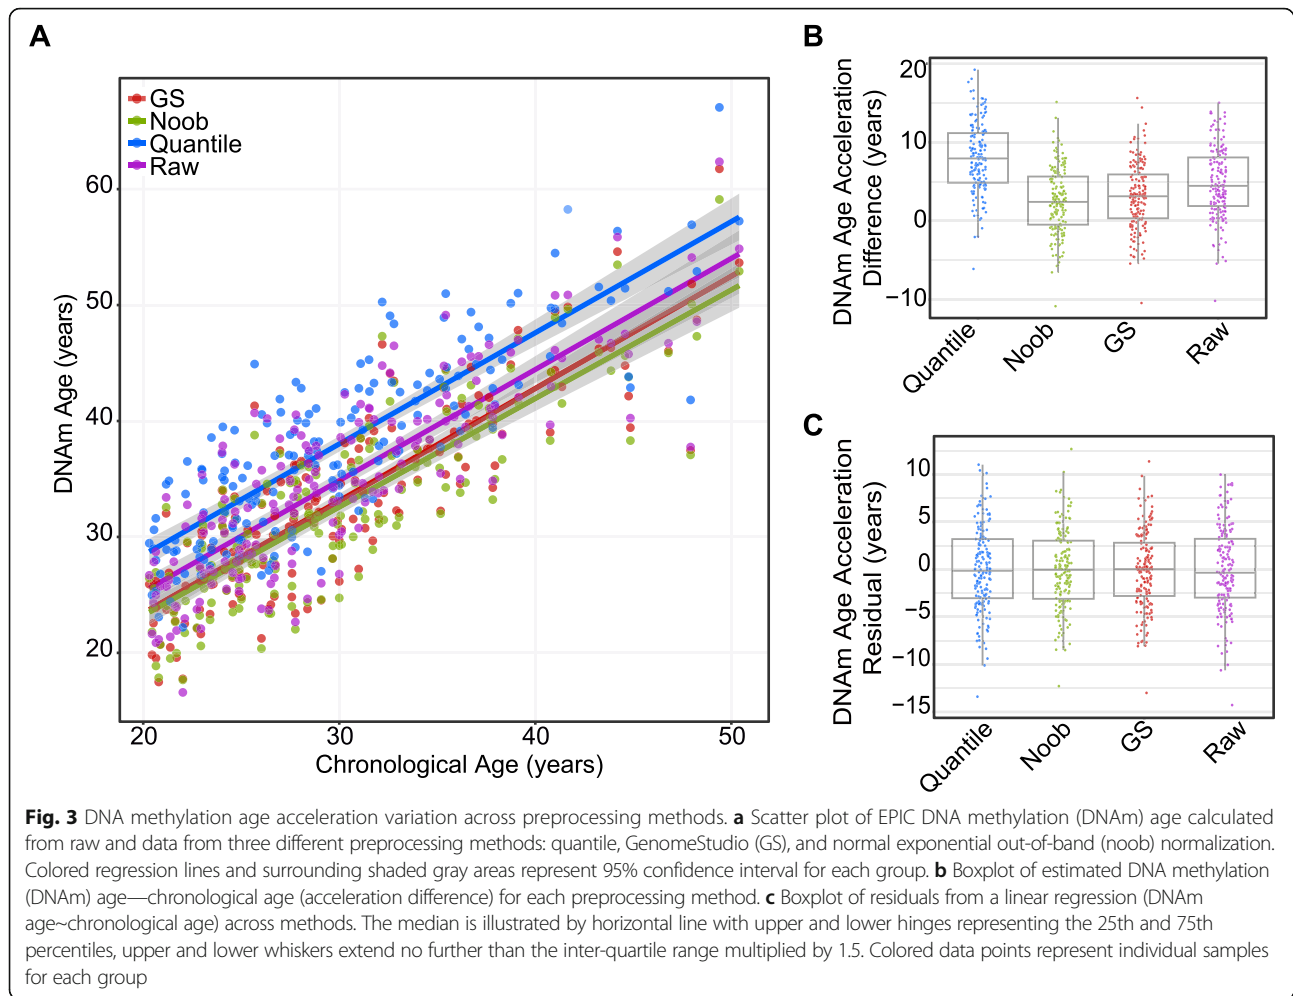 A
GS
Noob
Quantile
Raw
60
50
40
30
20
DNAm Age (years)
20 30 40 50
Chronological Age (years)
B
DNAm Age Acceleration
Difference (years)
20
10
0
−10
Quantile Noob GS Raw
C
DNAm Age Acceleration
Residual (years)
10
5
0
−5
−10
−15
Quantile Noob GS Raw
Fig. 3 DNA methylation age acceleration variation across preprocessing methods. a Scatter plot of EPIC DNA methylation (DNAm) age calculated
from raw and data from three different preprocessing methods: quantile, GenomeStudio (GS), and normal exponential out-of-band (noob) normalization.
Colored regression lines and surrounding shaded gray areas represent 95% confidence interval for each group. b Boxplot of estimated DNA methylation
(DNAm) age—chronological age (acceleration difference) for each preprocessing method. c Boxplot of residuals from a linear regression (DNAm
age~chronological age) across methods. The median is illustrated by horizontal line with upper and lower hinges representing the 25th and 75th
percentiles, upper and lower whiskers extend no further than the inter-quartile range multiplied by 1.5. Colored data points represent individual samples
for each group